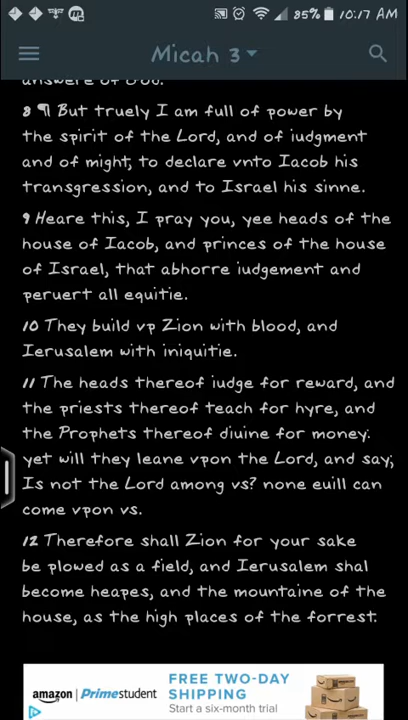 85% 10:17 AM
Micah 3
answere of God.
8 ¶ But truely I am full of power by
the spirit of the Lord, and of iudgment
and of might, to declare vnto Iacob his
transgression, and to Israel his sinne.
9 Heare this, I pray you, yee heads of the
house of Iacob, and princes of the house
of Israel, that abhorre iudgement and
peruert all equitie.
10 They build vp Zion with blood, and
Ierusalem with iniquitie.
11 The heads thereof iudge for reward, and
the priests thereof teach for hyre, and
the Prophets thereof diuine for money:
yet will they leane vpon the Lord, and say;
Is not the Lord among vs? none euill can
come vpon vs.
12 Therefore shall Zion for your sake
be plowed as a field, and Ierusalem shal
become heapes, and the mountaine of the
house, as the high places of the forrest.
amazon Prime student
FREE TWO-DAY
SHIPPING
Start a six-month trial